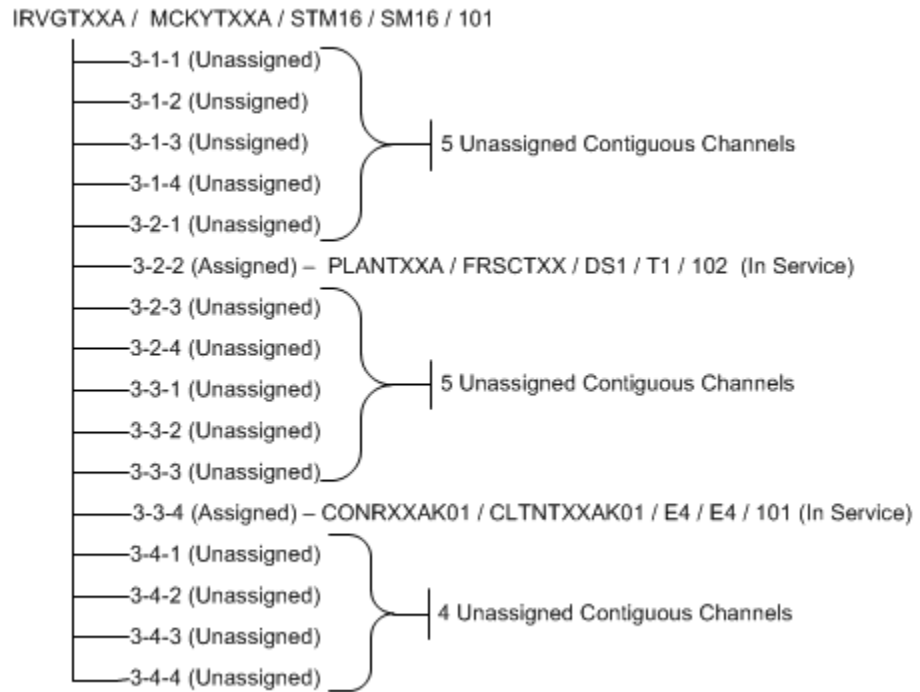 IRVGTXXA / MCKYTXXA / STM16 / SM16 / 101
3-1-1 (Unassigned)
3-1-2 (Unssigned)
3-1-3 (Unssigned)
5 Unassigned Contiguous Channels
3-1-4 (Unassigned)
3-2-1 (Unassigned)
3-2-2 (Assigned) – PLANTXXA / FRSCTXX / DS1 / T1 / 102 (In Service)
3-2-3 (Unassigned)
3-2-4 (Unassigned)
3-3-1 (Unassigned)
5 Unassigned Contiguous Channels
3-3-2 (Unassigned)
3-3-3 (Unassigned)
3-3-4 (Assigned) – CONRXXAK01 / CLTNTXXAK01 / E4 / E4 / 101 (In Service)
3-4-1 (Unassigned)
3-4-2 (Unassigned)
4 Unassigned Contiguous Channels
3-4-3 (Unassigned)
3-4-4 (Unassigned)